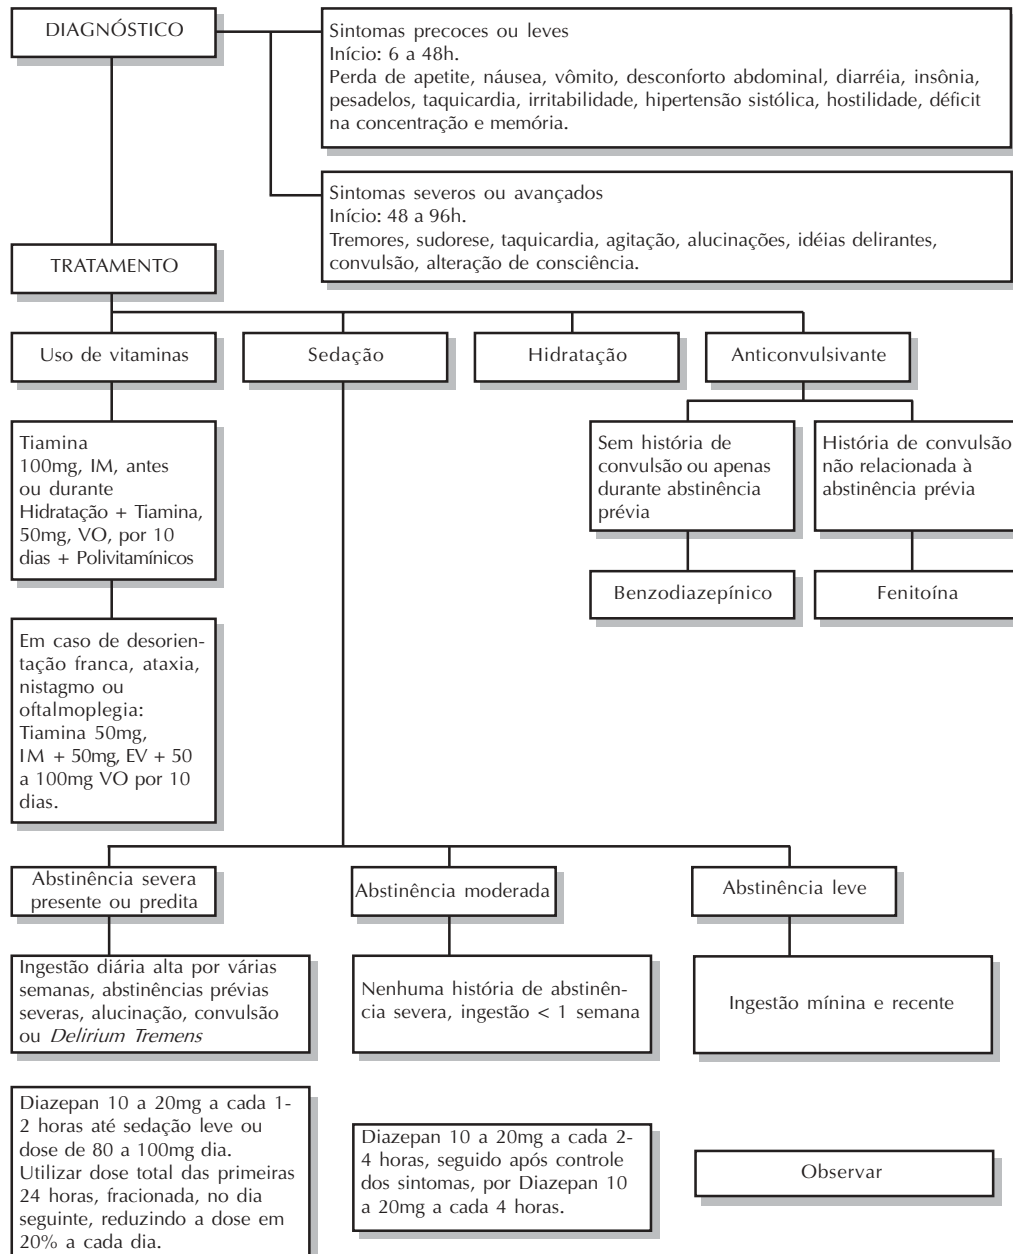 DIAGNÓSTICO
Sintomas precoces ou leves
Início: 6 a 48h.
Perda de apetite, náusea, vômito, desconforto abdominal, diarréia, insônia,
pesadelos, taquicardia, irritabilidade, hipertensão sistólica, hostilidade, déficit
na concentração e memória.
Sintomas severos ou avançados
Início: 48 a 96h.
Tremores, sudorese, taquicardia, agitação, alucinações, idéias delirantes,
convulsão, alteração de consciência.
TRATAMENTO
Uso de vitaminas
Sedação
Hidratação
Anticonvulsivante
Tiamina
100mg, IM, antes
ou durante
Hidratação + Tiamina,
50mg, VO, por 10
dias + Polivitamínicos
Sem história de
convulsão ou apenas
durante abstinência
prévia
História de convulsão
não relacionada à
abstinência prévia
Benzodiazepínico
Fenitoína
Em caso de desorien-
tação franca, ataxia,
nistagmo ou
oftalmoplegia:
Tiamina 50mg,
IM + 50mg, EV + 50
a 100mg VO por 10
dias.
Abstinência severa
presente ou predita
Abstinência moderada
Abstinência leve
Ingestão diária alta por várias
semanas, abstinências prévias
severas, alucinação, convulsão
ou Delirium Tremens
Nenhuma história de abstinên-
cia severa, ingestão < 1 semana
Ingestão mínina e recente
Diazepan 10 a 20mg a cada 1-
2 horas até sedação leve ou
dose de 80 a 100mg dia.
Utilizar dose total das primeiras
24 horas, fracionada, no dia
seguinte, reduzindo a dose em
20% a cada dia.
Diazepan 10 a 20mg a cada 2-
4 horas, seguido após controle
dos sintomas, por Diazepan 10
a 20mg a cada 4 horas.
Observar